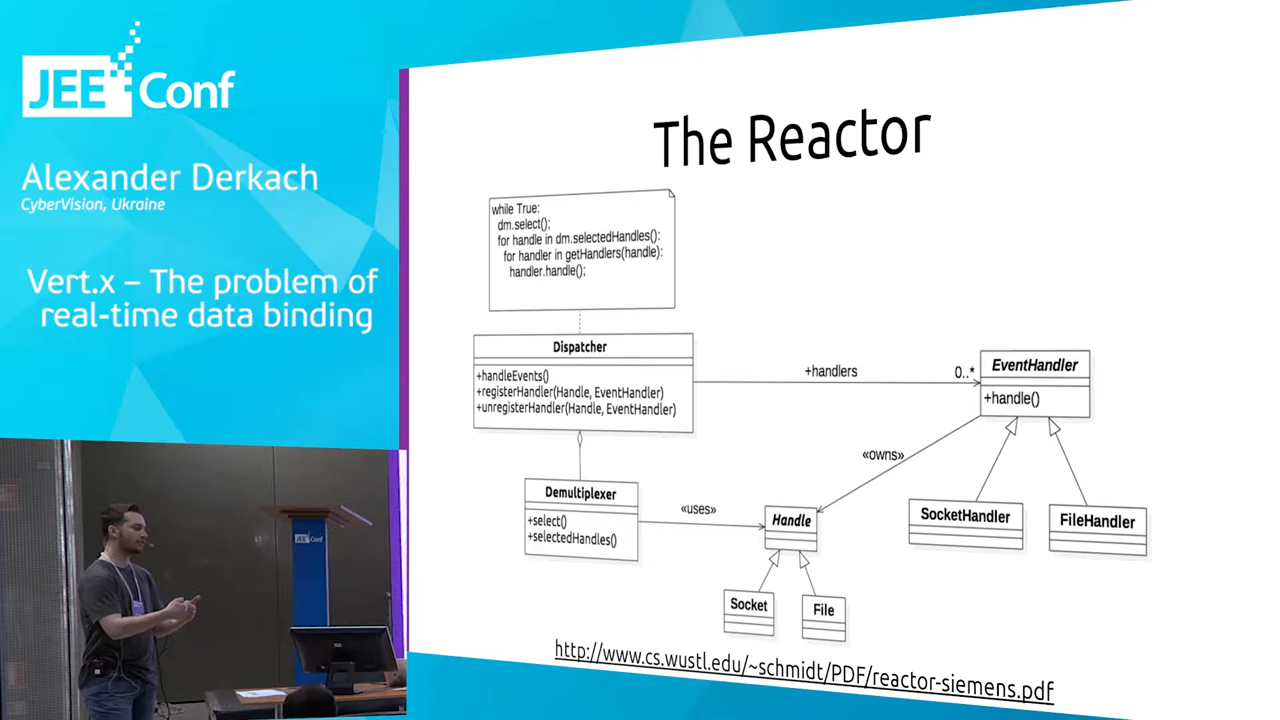 JEE Conf
Alexander Derkach
CyberVision, Ukraine
Vert.x – The problem of
real-time data binding
The Reactor
while True:
dm.select();
for handle in dm.selectedHandles():
for handler in getHandlers(handle):
handler.handle();
Dispatcher
+handleEvents()
+registerHandler(Handle, EventHandler)
+unregisterHandler(Handle, EventHandler)
+handlers
0..*
EventHandler
+handle()
«owns»
Demultiplexer
+select()
+selectedHandles()
«uses»
Handle
SocketHandler
FileHandler
Socket
File
http://www.cs.wustl.edu/~schmidt/PDF/reactor-siemens.pdf
JEE Conf
JEE